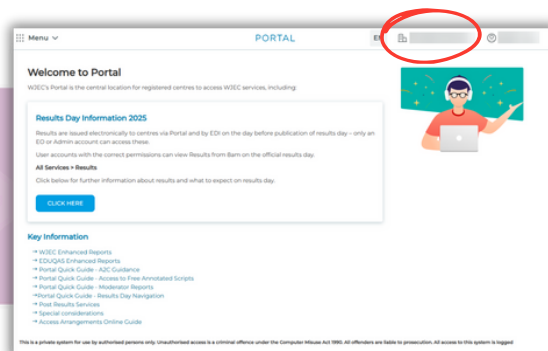 Menu
PORTAL
Welcome to Portal
WJEC's Portal is the central location for registered centres to access WJEC services, including:
Results Day Information 2025
Results are issued electronically to centres via Portal and by EDI on the day before publication of results day – only an
EO or Admin account can access these.
User accounts with the correct permissions can view Results from 8am on the official results day.
All Services > Results
Click below for further information about results and what to expect on results day.
CLICK HERE
Key Information
→ WJEC Enhanced Reports
→ EDUQAS Enhanced Reports
→ Portal Quick Guide - A2C Guidance
→ Portal Quick Guide - Access to Free Annotated Scripts
→ Portal Quick Guide - Moderator Reports
→Portal Quick Guide - Results Day Navigation
→ Post Results Services
→ Special considerations
→ Access Arrangements Online Guide
This is a private system for use by authorised persons only. Unauthorised access is a criminal offence under the Computer Misuse Act 1990. All offenders are liable to prosecution. All access to this system is logged